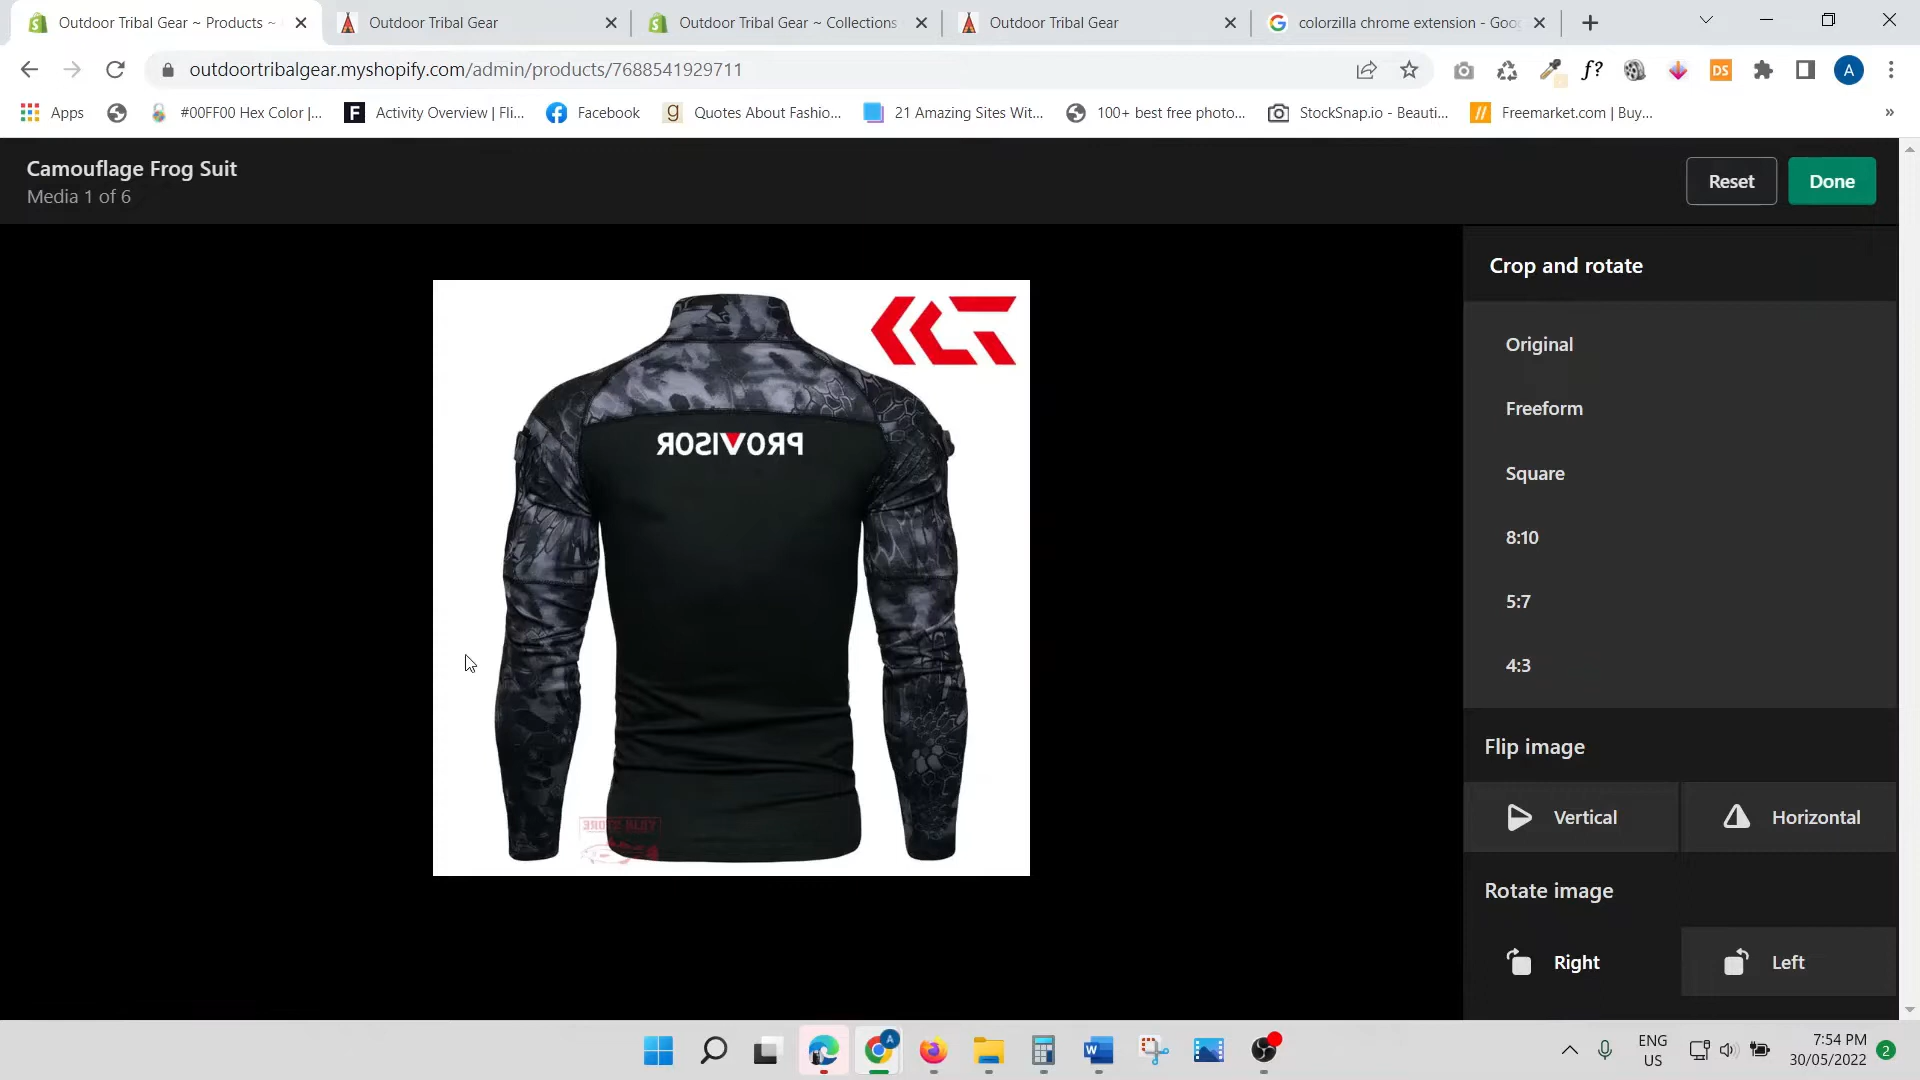 Outdoor Tribal Gear ~ Products ~
Outdoor Tribal Gear
Outdoor Tribal Gear ~ Collections
Outdoor Tribal Gear
colorzilla chrome extension - Goo
outdoortribalgear.myshopify.com/admin/products/7688541929711
f?
DS
A
Apps
#00FF00 Hex Color |...
Activity Overview | Fli...
Facebook
Quotes About Fashio...
21 Amazing Sites Wit...
100+ best free photo...
StockSnap.io - Beauti...
Freemarket.com | Buy...
»
Camouflage Frog Suit
Media 1 of 6
Reset
Done
Crop and rotate
Original
Freeform
Square
8:10
5:7
4:3
PROVISOR
Flip image
Vertical
Horizontal
Rotate image
Right
Left
ENG
US
7:54 PM
30/05/2022
2